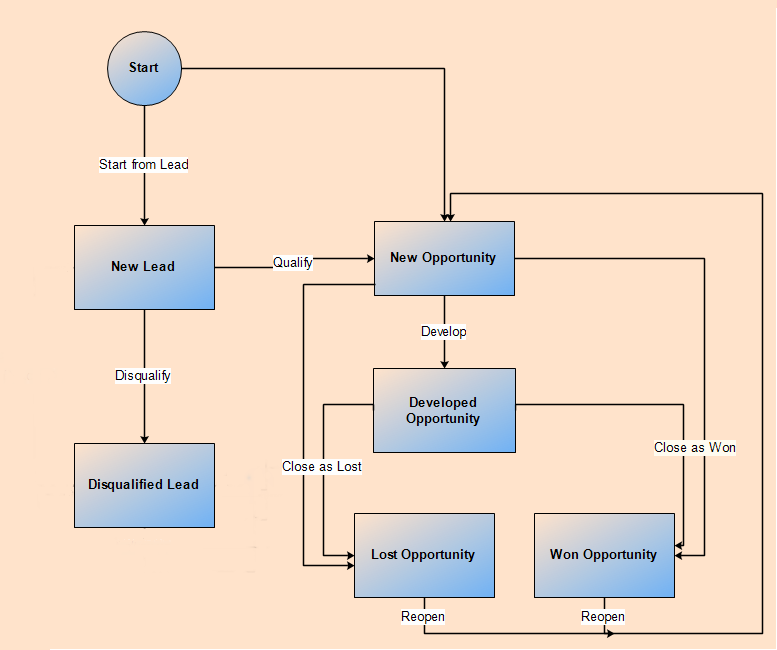 Start
Start from Lead
New Lead
Qualify
New Opportunity
Develop
Disqualify
Developed
Opportunity
Close as Lost
Close as Won
Disqualified Lead
Lost Opportunity
Won Opportunity
Reopen
Reopen